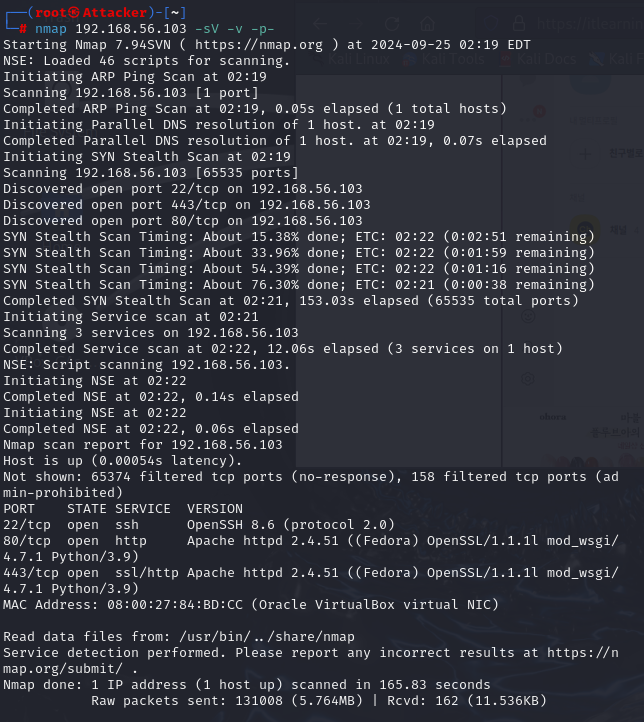 ┌──(root㉿Attacker)-[~]
└─# nmap 192.168.56.103 -sV -v -p-
Starting Nmap 7.94SVN ( https://nmap.org ) at 2024-09-25 02:19 EDT
NSE: Loaded 46 scripts for scanning.
Initiating ARP Ping Scan at 02:19
Scanning 192.168.56.103 [1 port]
Completed ARP Ping Scan at 02:19, 0.05s elapsed (1 total hosts)
Initiating Parallel DNS resolution of 1 host. at 02:19
Completed Parallel DNS resolution of 1 host. at 02:19, 0.07s elapsed
Initiating SYN Stealth Scan at 02:19
Scanning 192.168.56.103 [65535 ports]
Discovered open port 22/tcp on 192.168.56.103
Discovered open port 443/tcp on 192.168.56.103
Discovered open port 80/tcp on 192.168.56.103
SYN Stealth Scan Timing: About 15.38% done; ETC: 02:22 (0:02:51 remaining)
SYN Stealth Scan Timing: About 33.96% done; ETC: 02:22 (0:01:59 remaining)
SYN Stealth Scan Timing: About 54.39% done; ETC: 02:22 (0:01:16 remaining)
SYN Stealth Scan Timing: About 76.30% done; ETC: 02:21 (0:00:38 remaining)
Completed SYN Stealth Scan at 02:21, 153.03s elapsed (65535 total ports)
Initiating Service scan at 02:21
Scanning 3 services on 192.168.56.103
Completed Service scan at 02:22, 12.06s elapsed (3 services on 1 host)
NSE: Script scanning 192.168.56.103.
Initiating NSE at 02:22
Completed NSE at 02:22, 0.14s elapsed
Initiating NSE at 02:22
Completed NSE at 02:22, 0.06s elapsed
Nmap scan report for 192.168.56.103
Host is up (0.00054s latency).
Not shown: 65374 filtered tcp ports (no-response), 158 filtered tcp ports (ad
min-prohibited)
PORT    STATE SERVICE  VERSION
22/tcp  open  ssh      OpenSSH 8.6 (protocol 2.0)
80/tcp  open  http     Apache httpd 2.4.51 ((Fedora) OpenSSL/1.1.1l mod_wsgi/
4.7.1 Python/3.9)
443/tcp open  ssl/http Apache httpd 2.4.51 ((Fedora) OpenSSL/1.1.1l mod_wsgi/
4.7.1 Python/3.9)
MAC Address: 08:00:27:84:BD:CC (Oracle VirtualBox virtual NIC)

Read data files from: /usr/bin/../share/nmap
Service detection performed. Please report any incorrect results at https://n
map.org/submit/ .
Nmap done: 1 IP address (1 host up) scanned in 165.83 seconds
           Raw packets sent: 131008 (5.764MB) | Rcvd: 162 (11.536KB)
Kali Linux
Kali Tools
Kali Docs